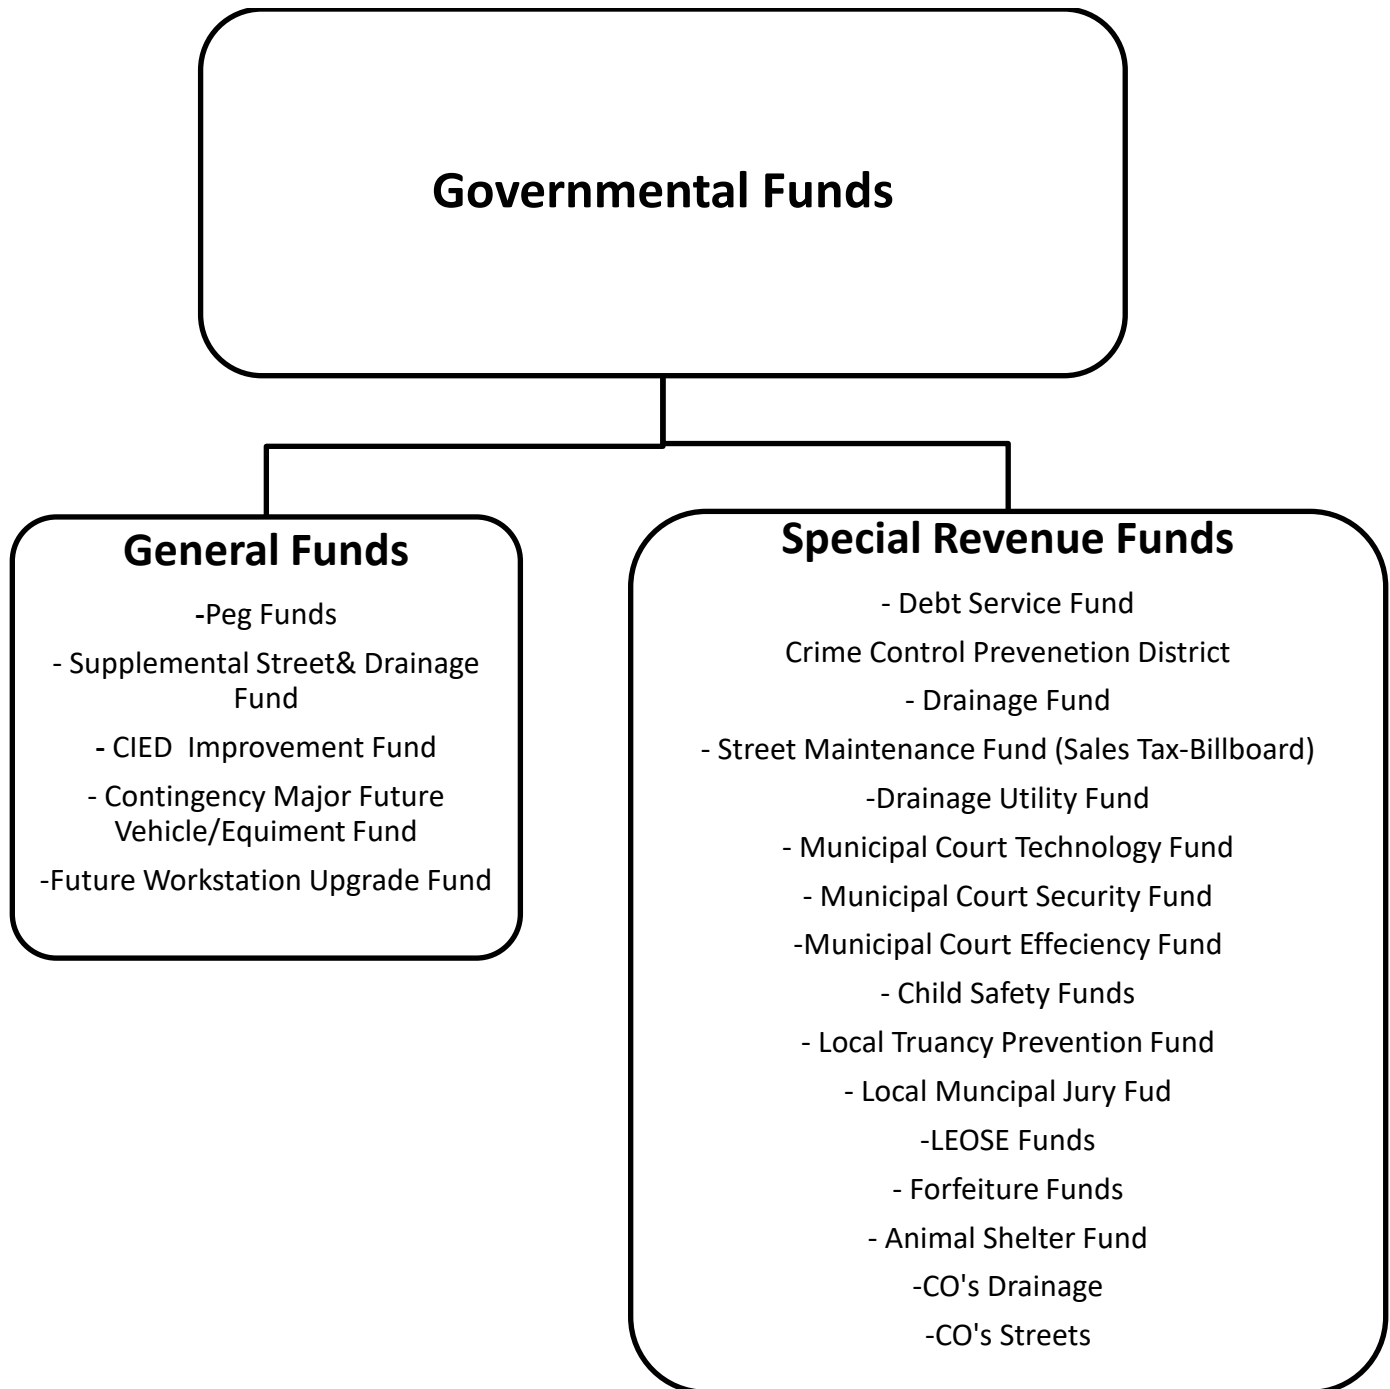 Governmental Funds
General Funds
-Peg Funds
- Supplemental Street& Drainage
Fund
- CIED  Improvement Fund
- Contingency Major Future
Vehicle/Equiment Fund
-Future Workstation Upgrade Fund
Special Revenue Funds
- Debt Service Fund
Crime Control Prevenetion District
- Drainage Fund
- Street Maintenance Fund (Sales Tax-Billboard)
-Drainage Utility Fund
- Municipal Court Technology Fund
- Municipal Court Security Fund
-Municipal Court Effeciency Fund
- Child Safety Funds
- Local Truancy Prevention Fund
- Local Muncipal Jury Fud
-LEOSE Funds
- Forfeiture Funds
- Animal Shelter Fund
-CO's Drainage
-CO's Streets